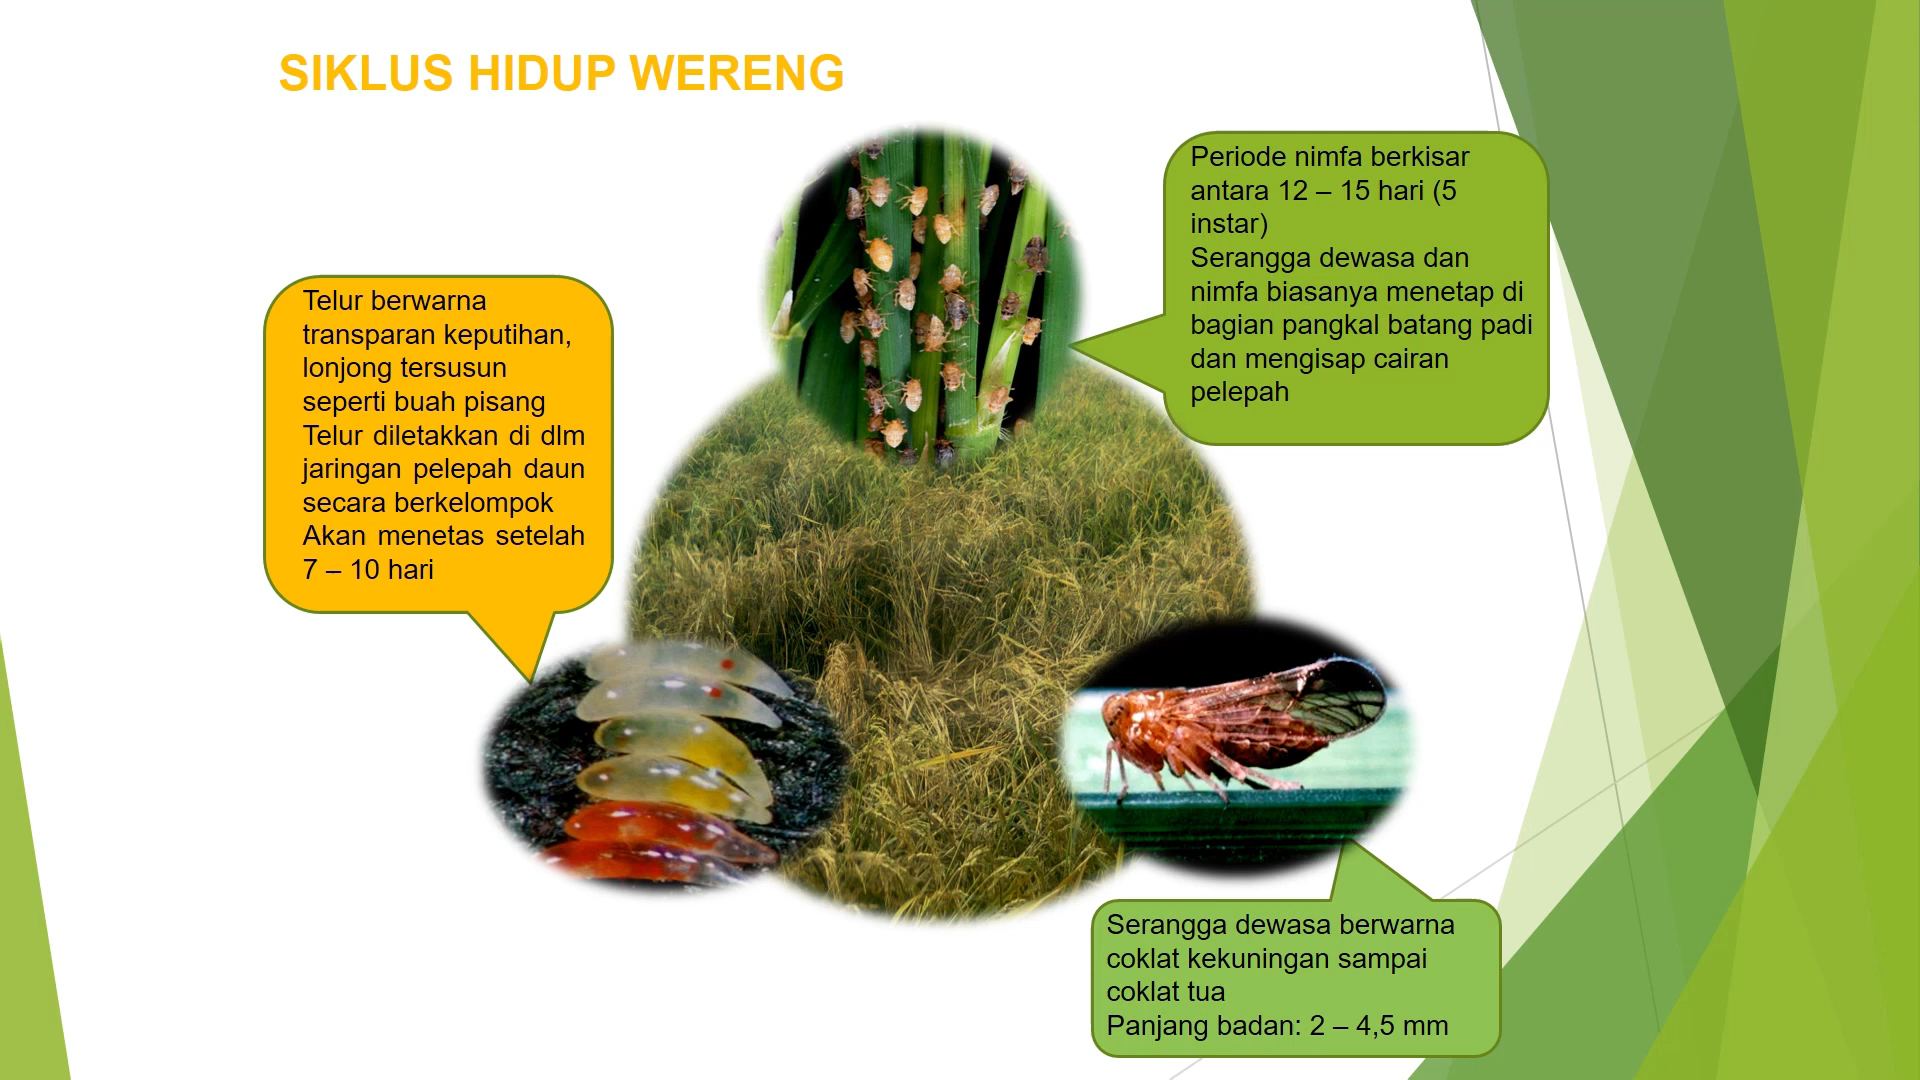 SIKLUS HIDUP WERENG
Telur berwarna
transparan keputihan,
lonjong tersusun
seperti buah pisang
Telur diletakkan di dlm
jaringan pelepah daun
secara berkelompok
Akan menetas setelah
7 – 10 hari
Periode nimfa berkisar
antara 12 – 15 hari (5
instar)
Serangga dewasa dan
nimfa biasanya menetap di
bagian pangkal batang padi
dan mengisap cairan
pelepah
Serangga dewasa berwarna
coklat kekuningan sampai
coklat tua
Panjang badan: 2 – 4,5 mm